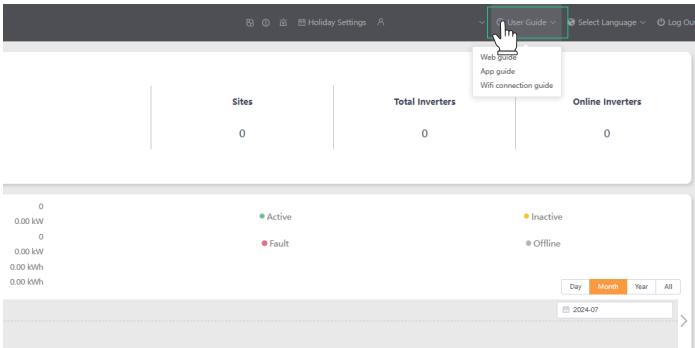 Holiday Settings User Guide Select Language Log Out
Web guide
App guide
Wifi connection guide
Sites Total Inverters Online Inverters
0 0 0
0
0.00 kW
0
0.00 kW
0.00 kWh
0.00 kWh
Active Inactive
Fault Offline
Day Month Year All
2024-07